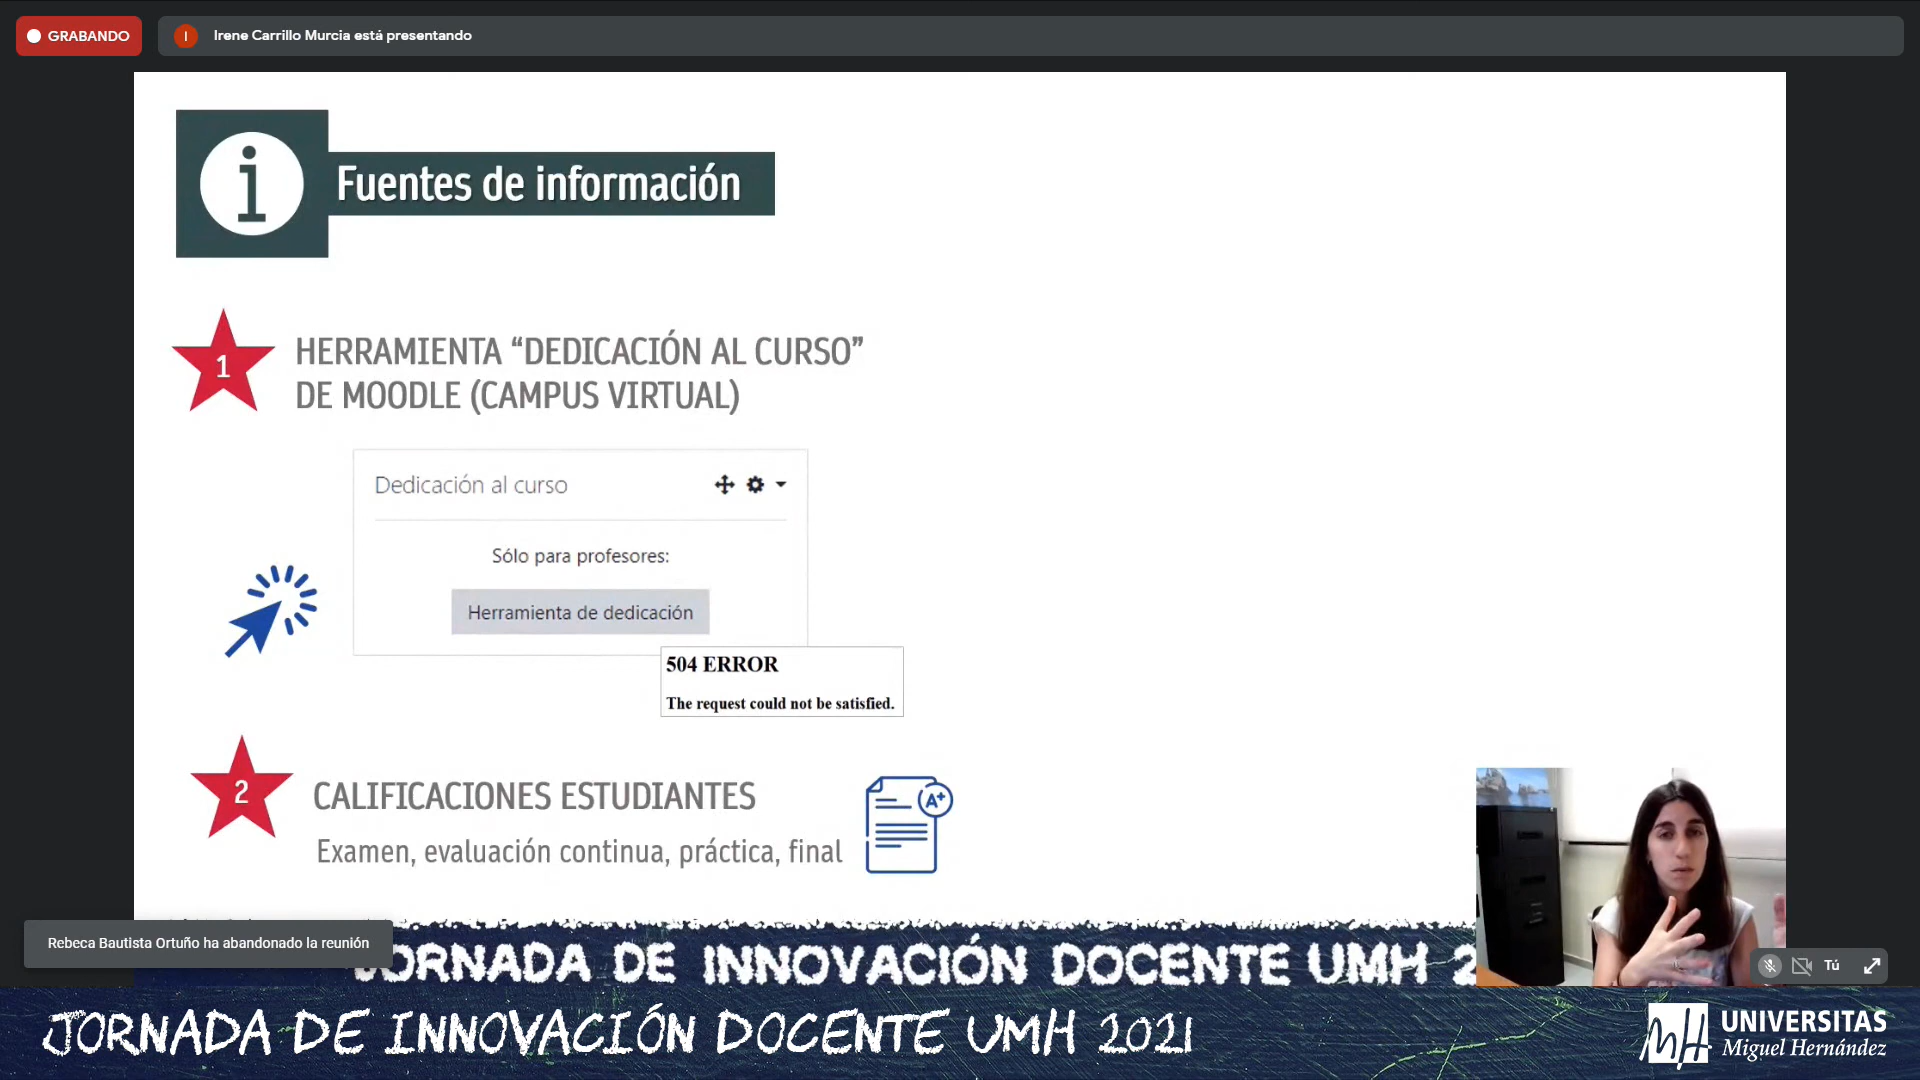 GRABANDO
I
Irene Carrillo Murcia está presentando
i
Fuentes de información
1
HERRAMIENTA “DEDICACIÓN AL CURSO”
DE MOODLE (CAMPUS VIRTUAL)
Dedicación al curso
Sólo para profesores:
Herramienta de dedicación
504 ERROR
The request could not be satisfied.
2
CALIFICACIONES ESTUDIANTES
A+
Examen, evaluación continua, práctica, final
Rebeca Bautista Ortuño ha abandonado la reunión
JORNADA DE INNOVACIÓN DOCENTE UMH 2
Tú
JORNADA DE INNOVACIÓN DOCENTE UMH 2021
MH UNIVERSITAS
Miguel Hernández